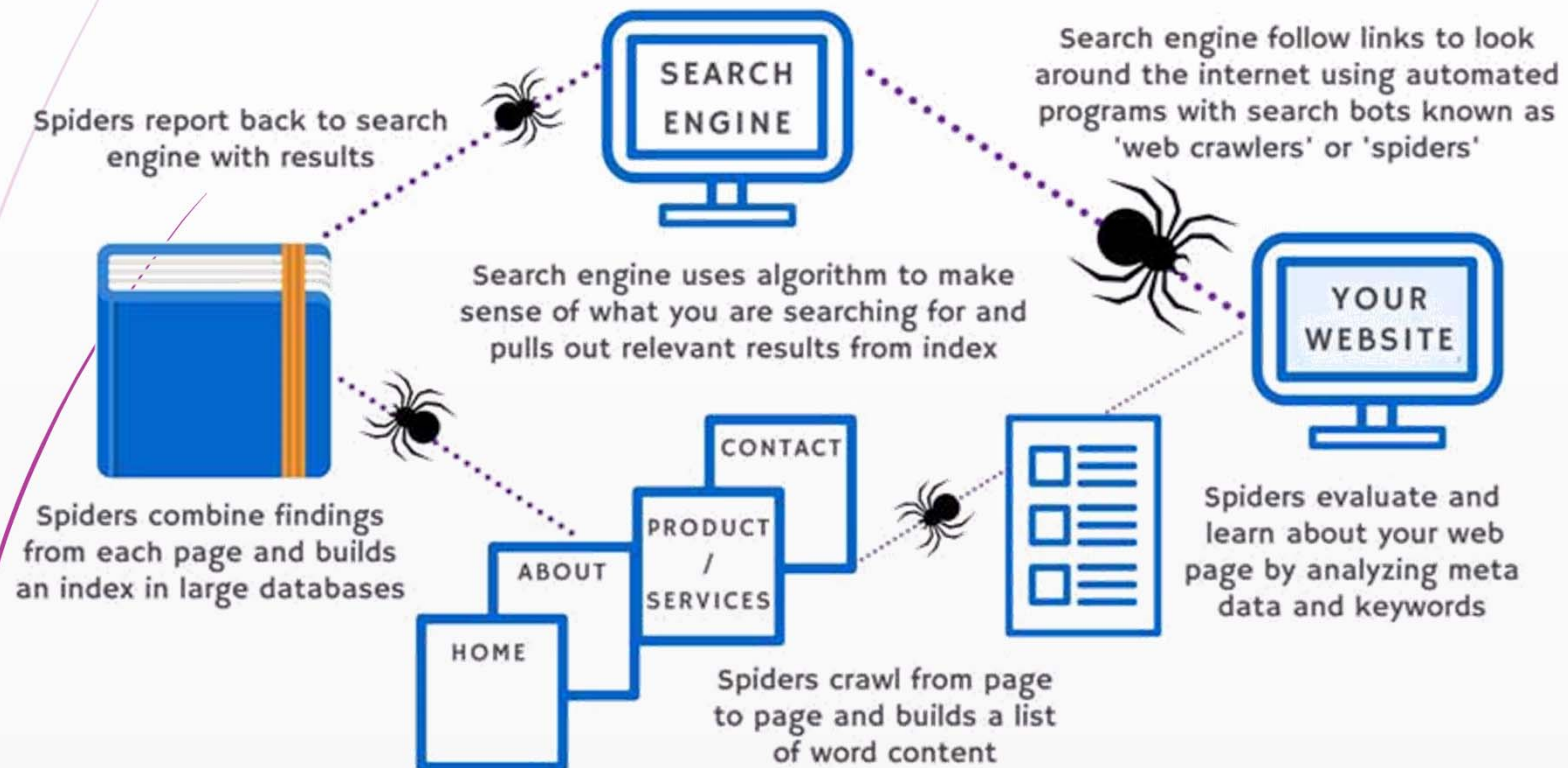 SEARCH
ENGINE
Search engine follow links to look
around the internet using automated
programs with search bots known as
'web crawlers' or 'spiders'
YOUR
WEBSITE
Spiders evaluate and
learn about your web
page by analyzing meta
data and keywords
Spiders crawl from page
to page and builds a list
of word content
CONTACT
PRODUCT
/
SERVICES
ABOUT
HOME
Spiders combine findings
from each page and builds
an index in large databases
Spiders report back to search
engine with results
Search engine uses algorithm to make
sense of what you are searching for and
pulls out relevant results from index